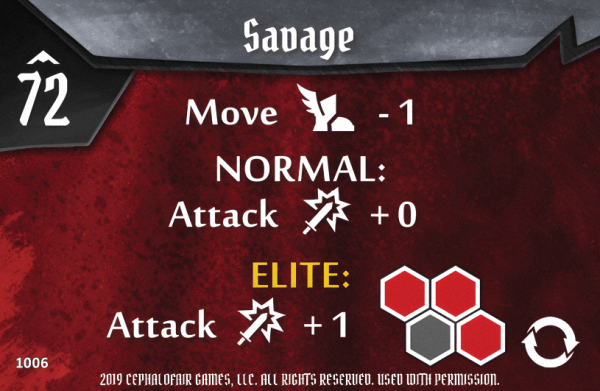 Savage
72
Move - 1
NORMAL:
Attack + 0
ELITE:
Attack + 1
1006
2019 CEPHALOFAIR GAMES, LLC. ALL RIGHTS RESERVED. USED WITH PERMISSION.